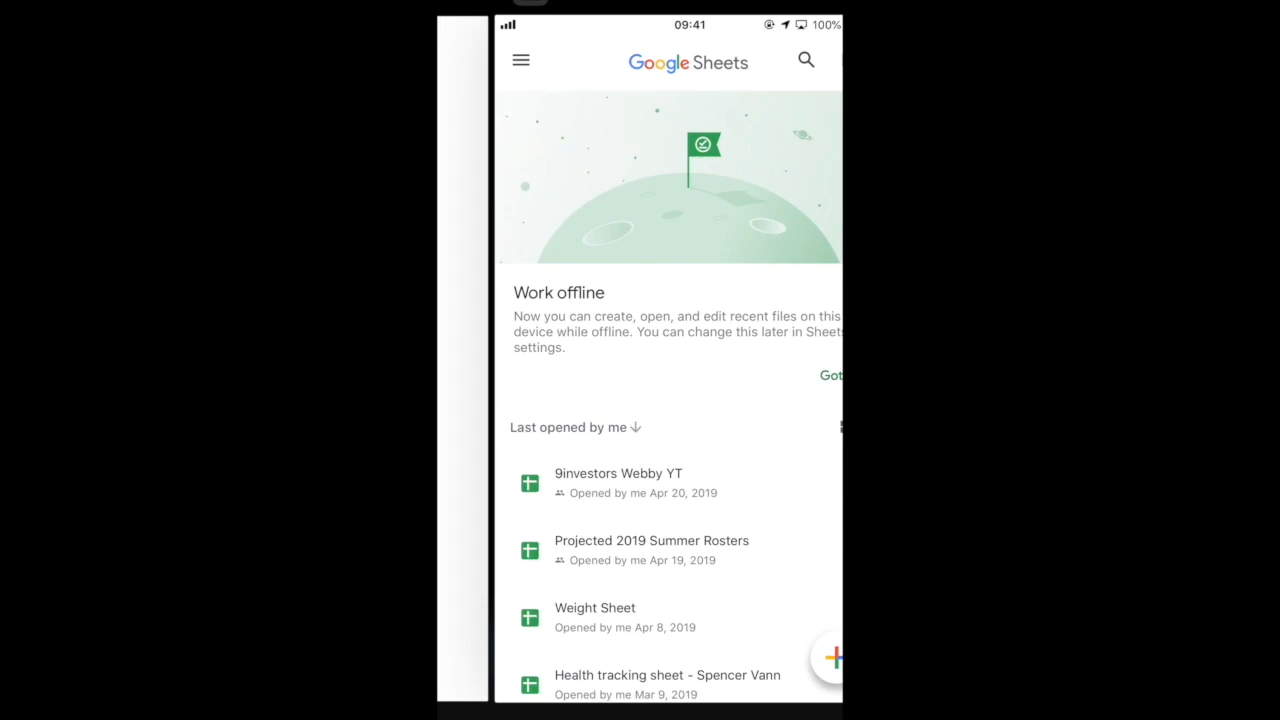 09:41
100%
Google Sheets
Work offline
Now you can create, open, and edit recent files on this
device while offline. You can change this later in Sheets
settings.
Got
Last opened by me
9investors Webby YT
Opened by me Apr 20, 2019
Projected 2019 Summer Rosters
Opened by me Apr 19, 2019
Weight Sheet
Opened by me Apr 8, 2019
Health tracking sheet - Spencer Vann
Opened by me Mar 9, 2019